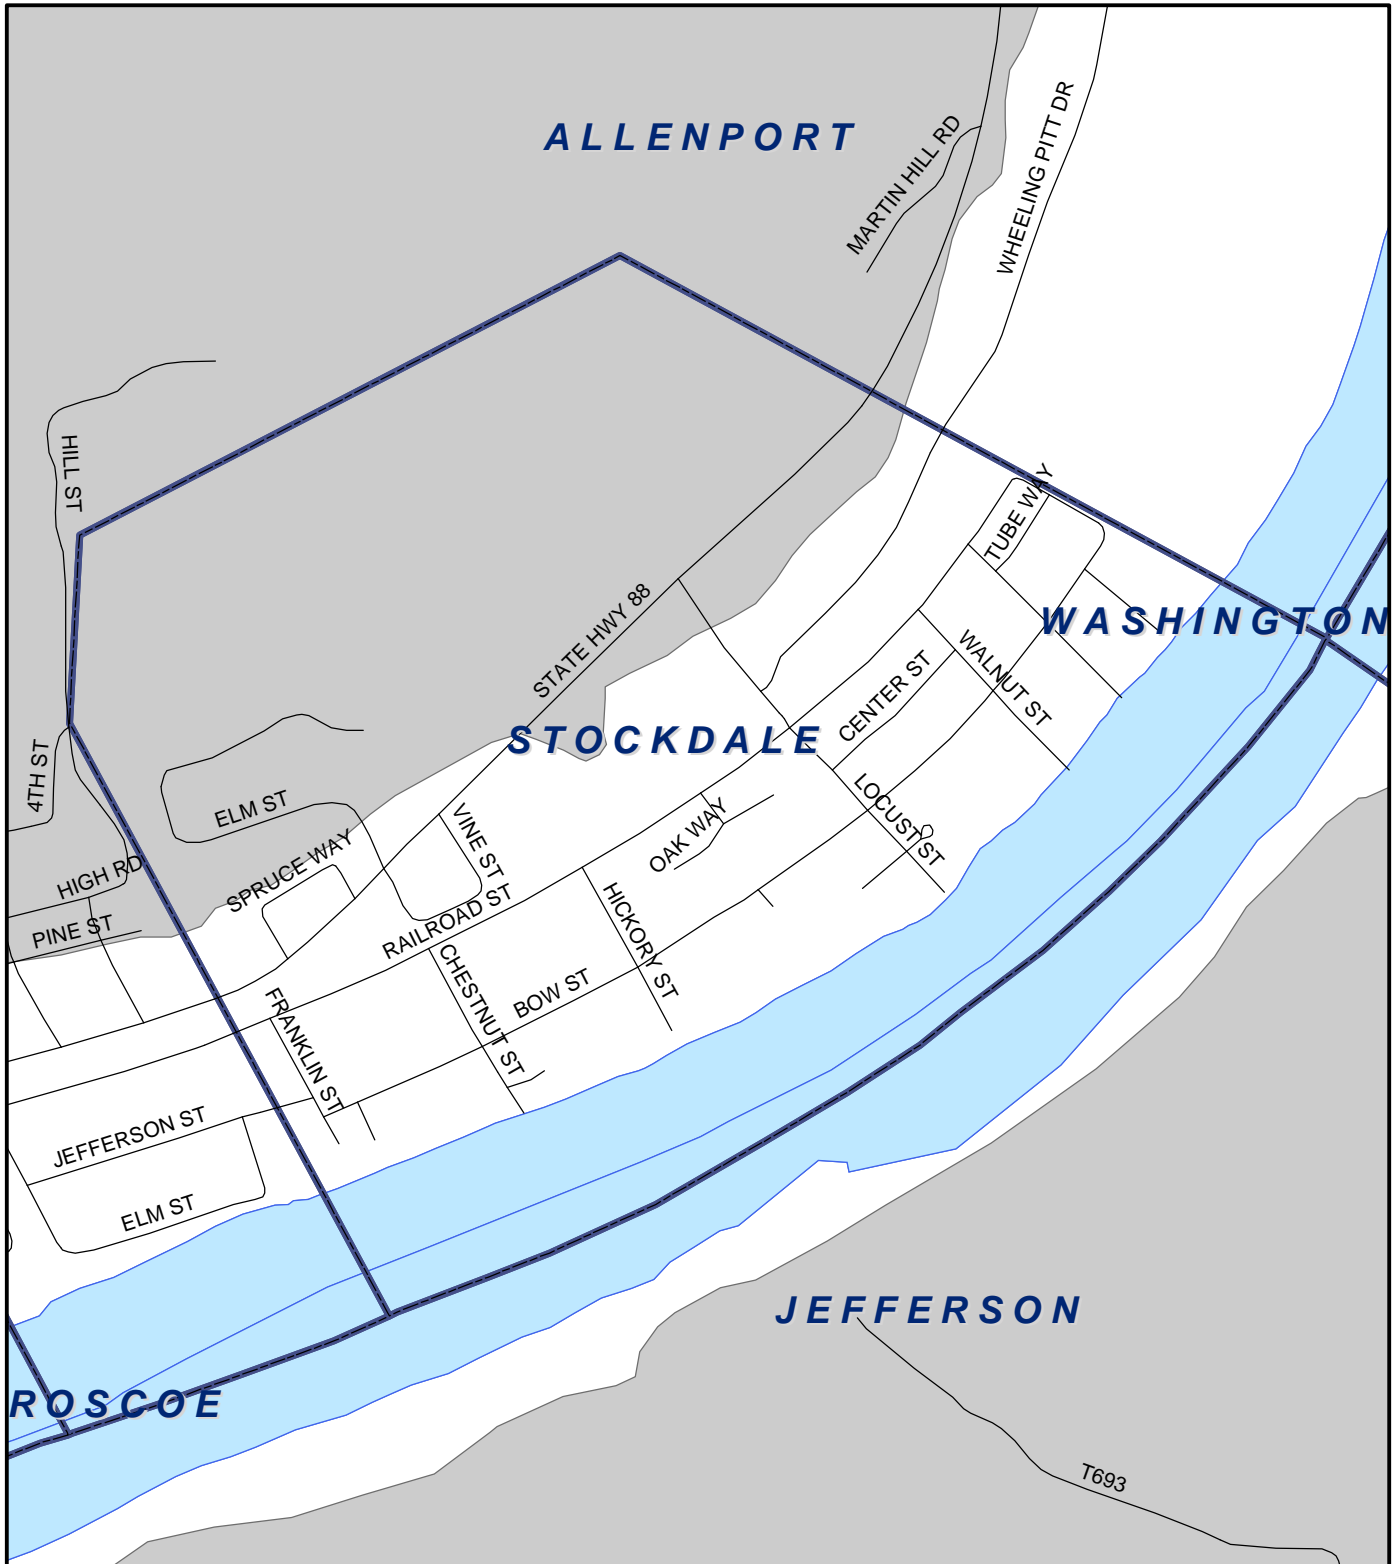 ALLENPORT
MARTIN HILL RD
WHEELING PITT DR
HILL ST
TUBE WAY
STATE HWY 88
WASHINGTON
CENTER ST
WALNUT ST
STOCKDALE
4TH ST
ELM ST
VINE ST
LOCUST ST
OAK WAY
HIGH RD
SPRUCE WAY
PINE ST
RAILROAD ST
HICKORY ST
CHESTNUT ST
BOW ST
FRANKLIN ST
JEFFERSON ST
ELM ST
JEFFERSON
ROSCOE
T693